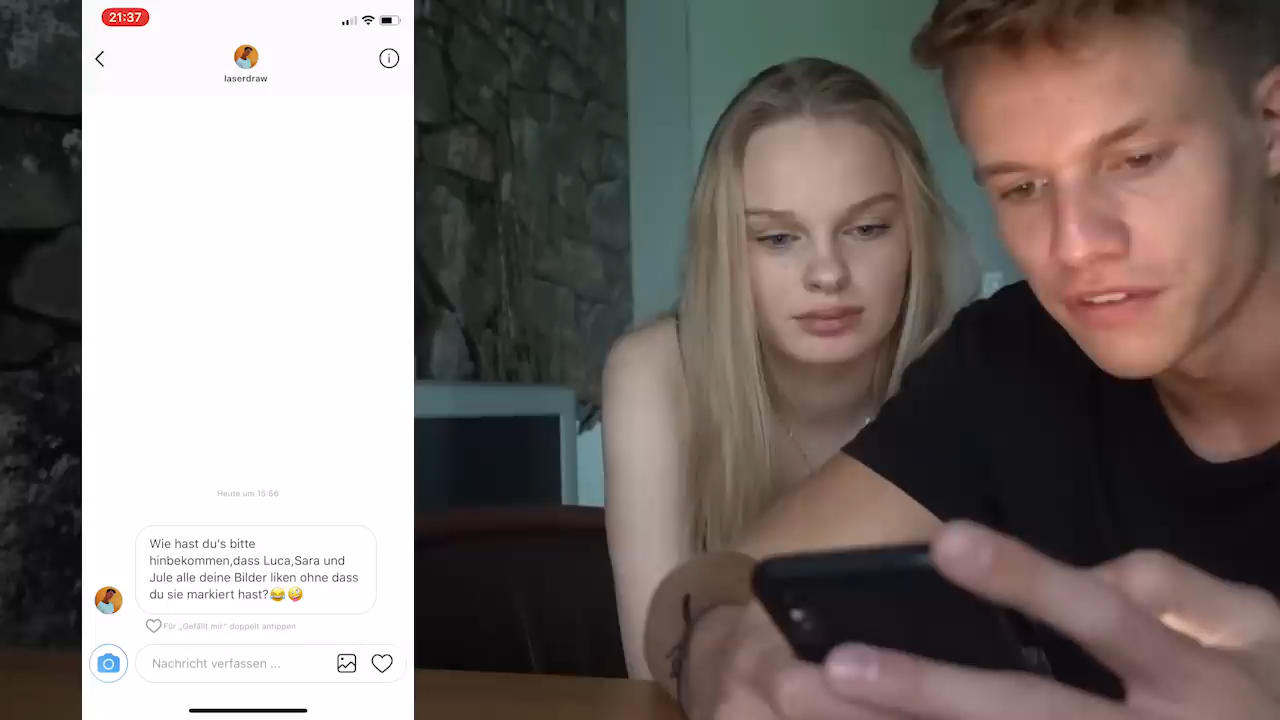 21:37
laserdraw
Heute um 15:56
Wie hast du's bitte
hinbekommen,dass Luca,Sara und
Jule alle deine Bilder liken ohne dass
du sie markiert hast?😂🤪
Für „Gefällt mir“ doppelt antippen
Nachricht verfassen ...